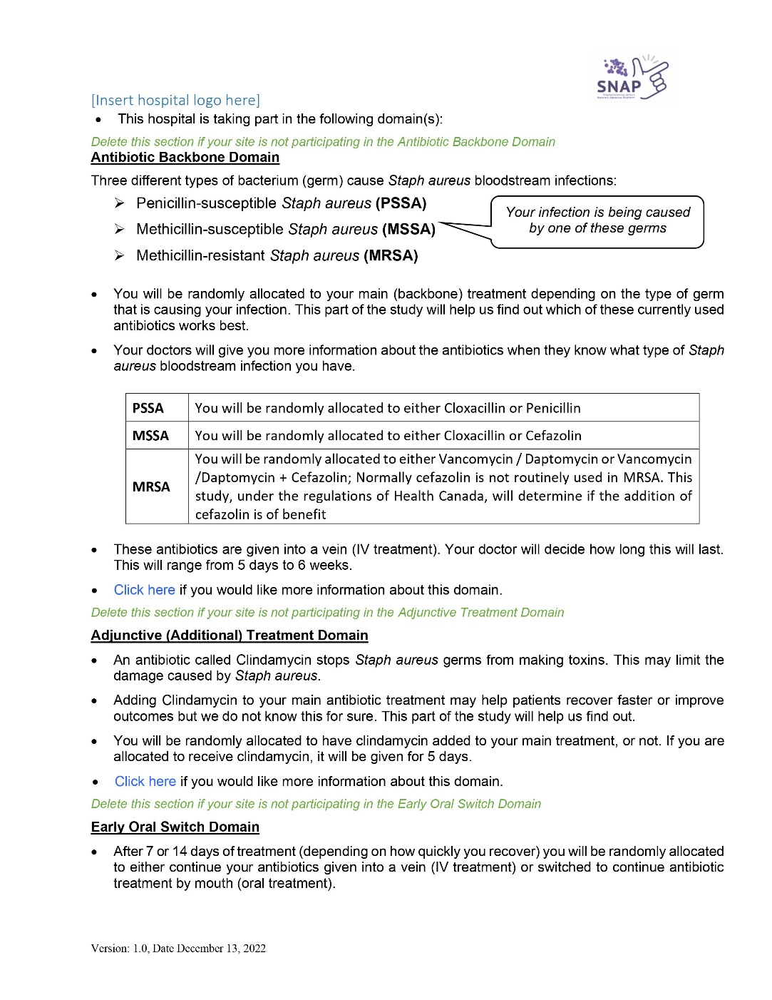 SNAP
[Insert hospital logo here]
• This hospital is taking part in the following domain(s):
Delete this section if your site is not participating in the Antibiotic Backbone Domain
Antibiotic Backbone Domain
Three different types of bacterium (germ) cause Staph aureus bloodstream infections:
➢ Penicillin-susceptible Staph aureus (PSSA)
➢ Methicillin-susceptible Staph aureus (MSSA)
➢ Methicillin-resistant Staph aureus (MRSA)
Your infection is being caused
by one of these germs
• You will be randomly allocated to your main (backbone) treatment depending on the type of germ
that is causing your infection. This part of the study will help us find out which of these currently used
antibiotics works best.
• Your doctors will give you more information about the antibiotics when they know what type of Staph
aureus bloodstream infection you have.
PSSA You will be randomly allocated to either Cloxacillin or Penicillin
MSSA You will be randomly allocated to either Cloxacillin or Cefazolin
MRSA You will be randomly allocated to either Vancomycin / Daptomycin or Vancomycin
/Daptomycin + Cefazolin; Normally cefazolin is not routinely used in MRSA. This
study, under the regulations of Health Canada, will determine if the addition of
cefazolin is of benefit
• These antibiotics are given into a vein (IV treatment). Your doctor will decide how long this will last.
This will range from 5 days to 6 weeks.
• Click here if you would like more information about this domain.
Delete this section if your site is not participating in the Adjunctive Treatment Domain
Adjunctive (Additional) Treatment Domain
• An antibiotic called Clindamycin stops Staph aureus germs from making toxins. This may limit the
damage caused by Staph aureus.
• Adding Clindamycin to your main antibiotic treatment may help patients recover faster or improve
outcomes but we do not know this for sure. This part of the study will help us find out.
• You will be randomly allocated to have clindamycin added to your main treatment, or not. If you are
allocated to receive clindamycin, it will be given for 5 days.
• Click here if you would like more information about this domain.
Delete this section if your site is not participating in the Early Oral Switch Domain
Early Oral Switch Domain
• After 7 or 14 days of treatment (depending on how quickly you recover) you will be randomly allocated
to either continue your antibiotics given into a vein (IV treatment) or switched to continue antibiotic
treatment by mouth (oral treatment).
Version: 1.0, Date December 13, 2022